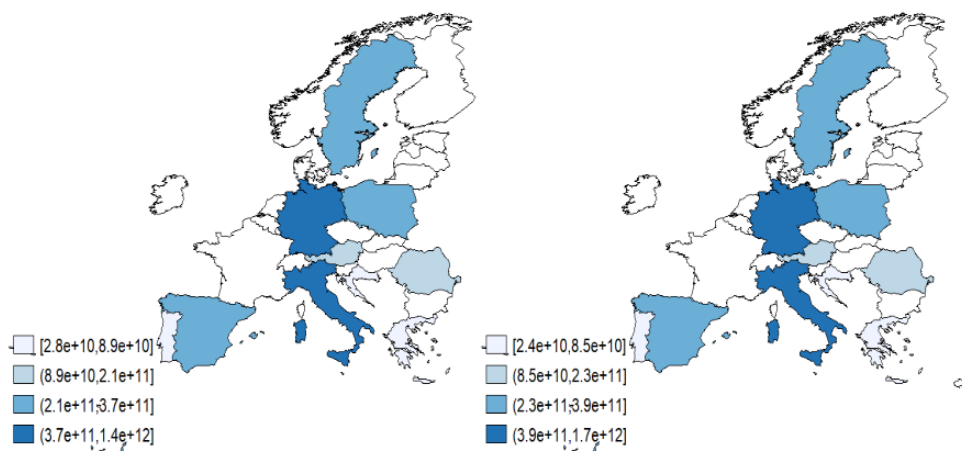 [2.8e+10,8.9e+10]
(8.9e+10,2.1e+11]
(2.1e+11,3.7e+11]
(3.7e+11,1.4e+12]
[2.4e+10,8.5e+10]
(8.5e+10,2.3e+11]
(2.3e+11,3.9e+11]
(3.9e+11,1.7e+12]